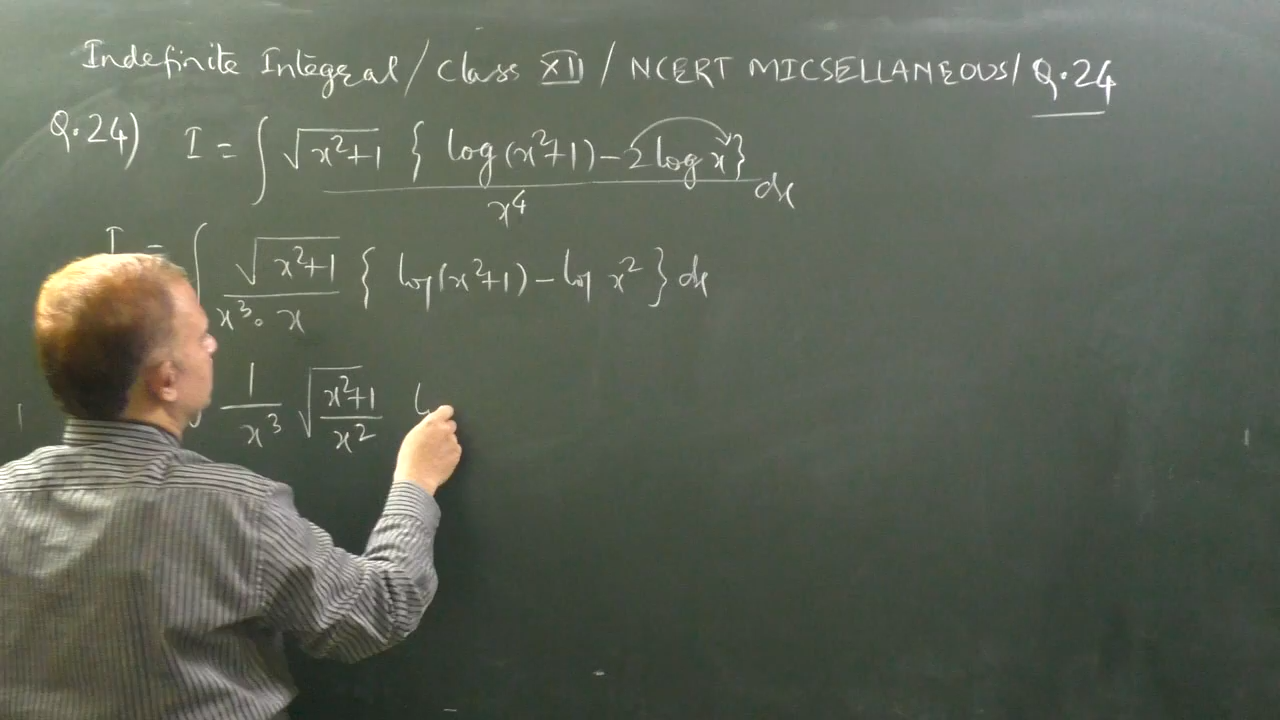 Indefinite Integral / Class XII / NCERT MICSELLANEOUS / Q.24
Q.24) I = ∫ √(x²+1) { log(x²+1) − 2 log x } / x⁴ dx
I = ∫ √(x²+1) / (x³ · x) { log(x²+1) − log x² } dx
∫ 1/x³ √((x²+1)/x²)